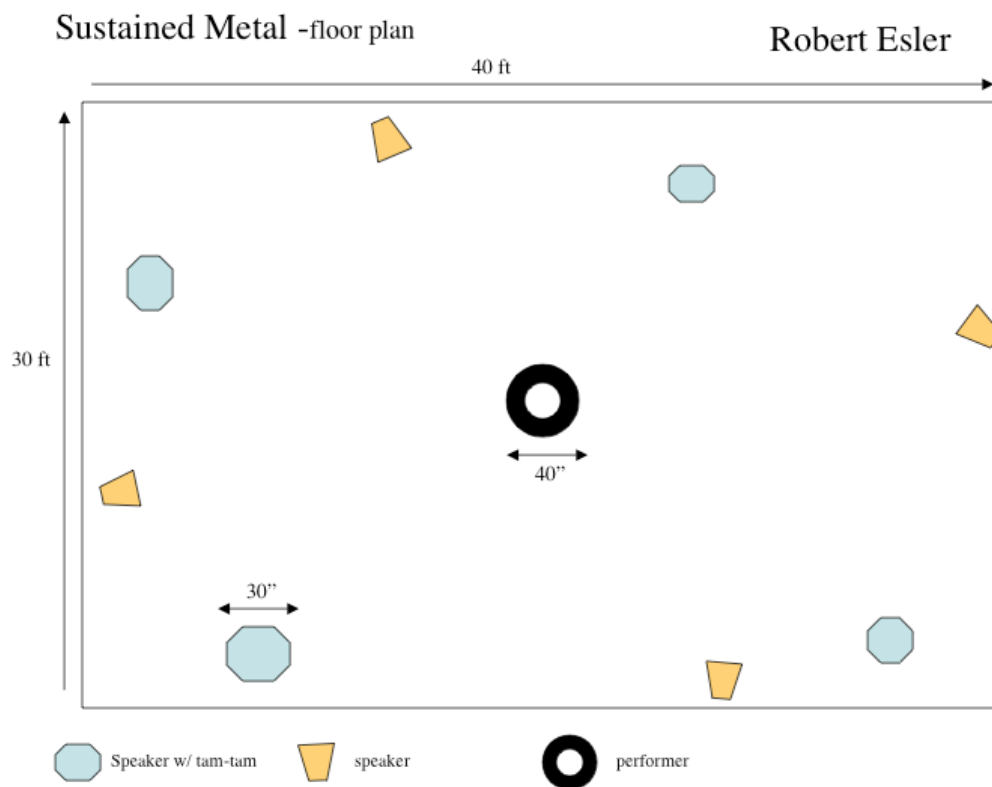 Sustained Metal -floor plan
Robert Esler
40 ft
30 ft
40”
30”
Speaker w/ tam-tam
speaker
performer